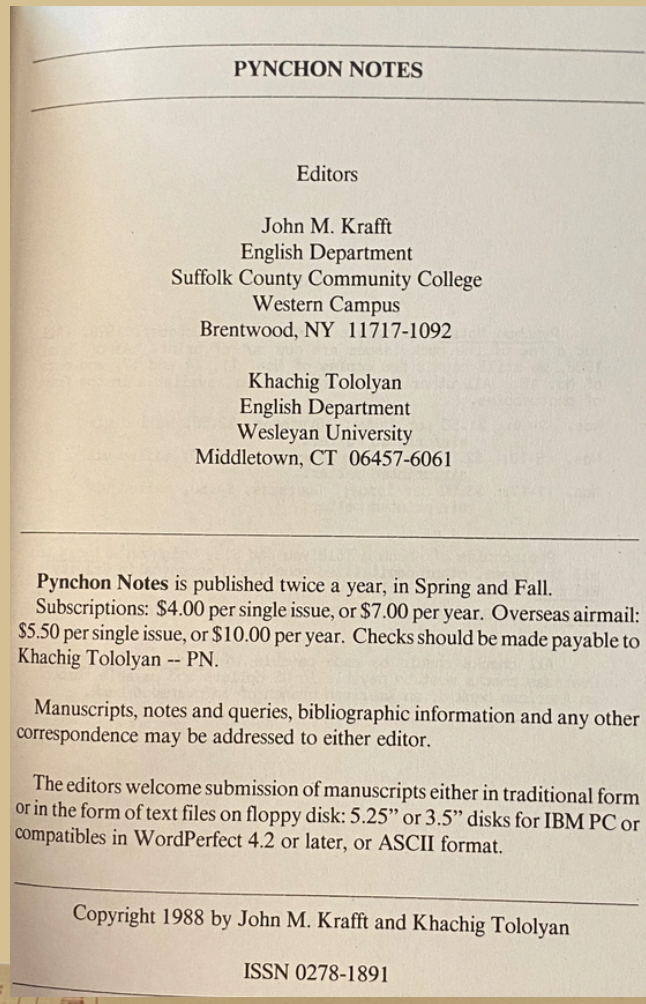 PYNCHON NOTES
Editors
John M. Krafft
English Department
Suffolk County Community College
Western Campus
Brentwood, NY 11717-1092
Khachig Tololyan
English Department
Wesleyan University
Middletown, CT 06457-6061
Pynchon Notes is published twice a year, in Spring and Fall.
Subscriptions: $4.00 per single issue, or $7.00 per year. Overseas airmail:
$5.50 per single issue, or $10.00 per year. Checks should be made payable to
Khachig Tololyan -- PN.
Manuscripts, notes and queries, bibliographic information and any other
correspondence may be addressed to either editor.
The editors welcome submission of manuscripts either in traditional form
or in the form of text files on floppy disk: 5.25” or 3.5” disks for IBM PC or
compatibles in WordPerfect 4.2 or later, or ASCII format.
Copyright 1988 by John M. Krafft and Khachig Tololyan
ISSN 0278-1891